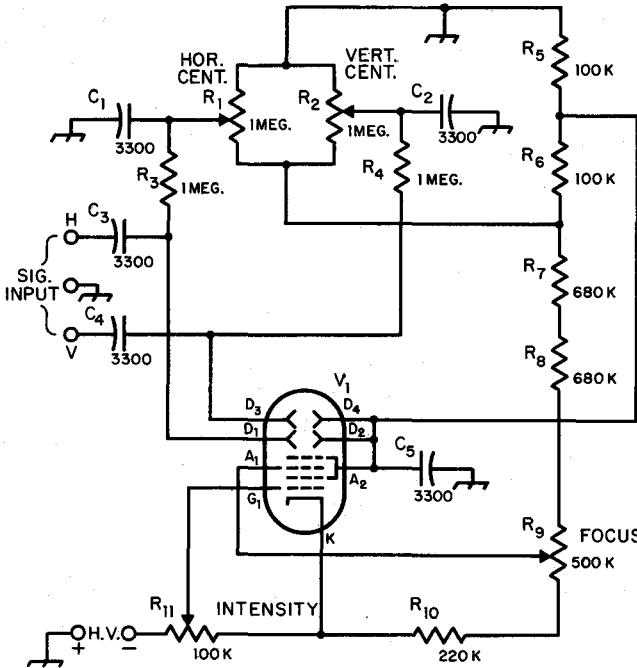 HOR.
CENT.
VERT.
CENT.
R5
100K
C1
3300
R1
1MEG.
R2
1MEG.
C2
3300
R3
1MEG.
R4
1MEG.
R6
100K
H
C3
3300
SIG.
INPUT
C4
V
3300
R7
680K
R8
680K
V1
D3
D4
D1
D2
A1
A2
G1
K
C5
3300
R9
FOCUS
500K
R11
INTENSITY
R10
H.V.
+
−
100K
220K